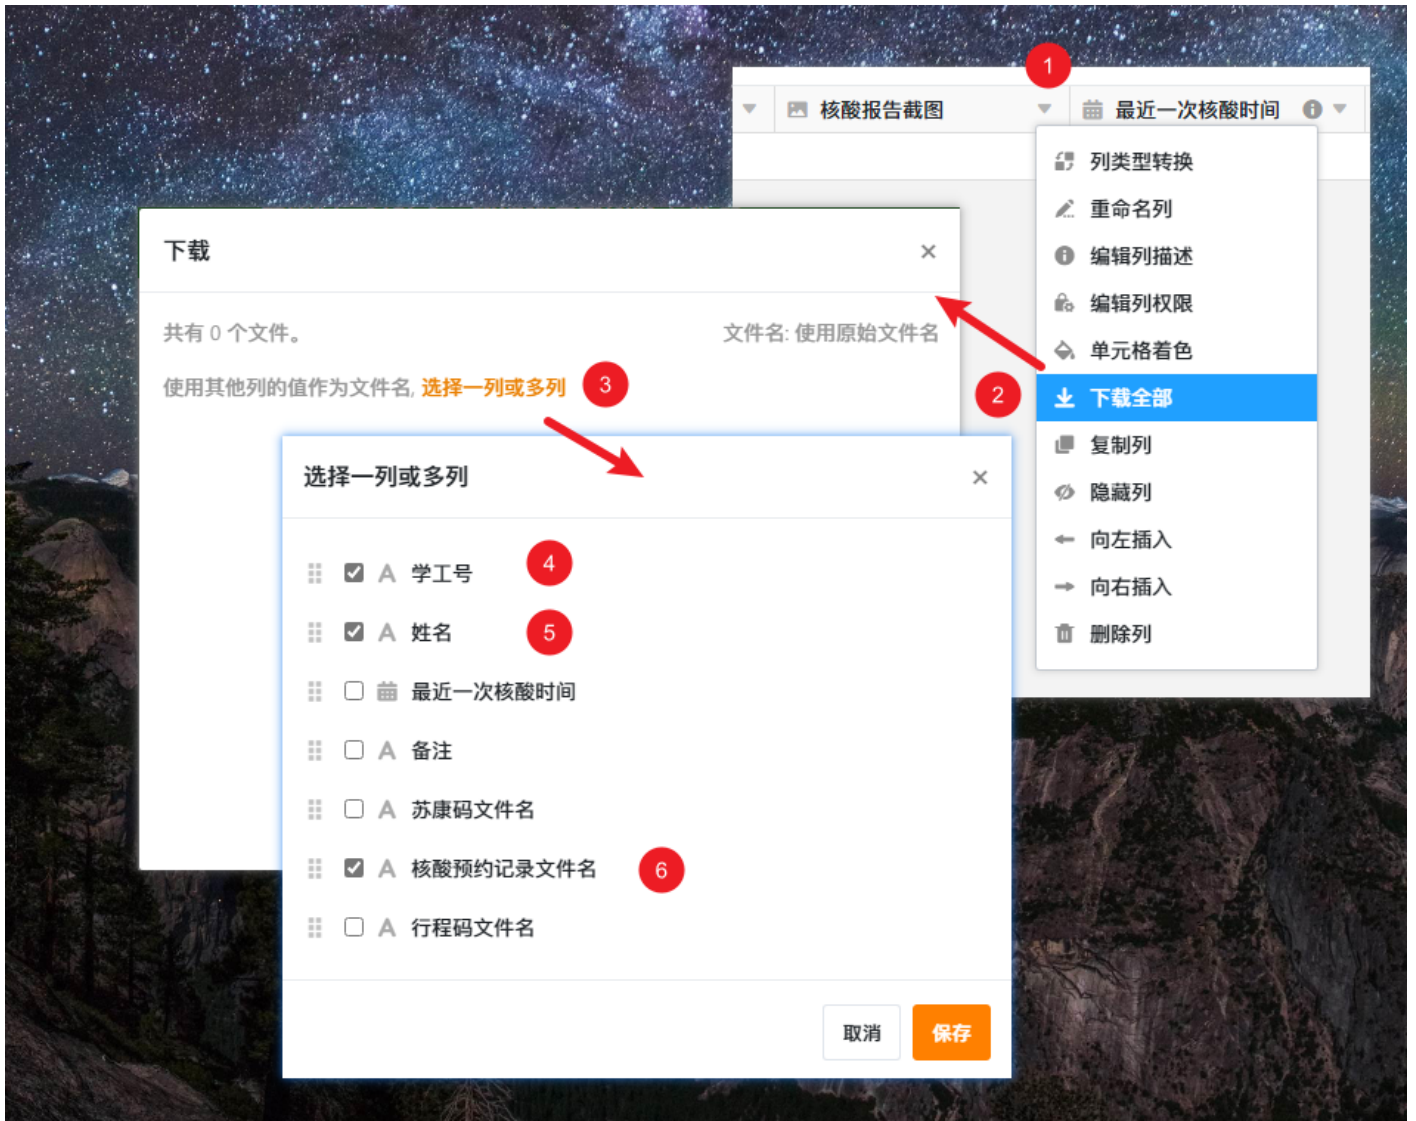 1
核酸报告截图
最近一次核酸时间
列类型转换
重命名列
编辑列描述
编辑列权限
单元格着色
2
下载全部
复制列
隐藏列
向左插入
向右插入
删除列
下载
共有 0 个文件。
文件名: 使用原始文件名
使用其他列的值作为文件名, 选择一列或多列
3
选择一列或多列
学工号
4
姓名
5
最近一次核酸时间
备注
苏康码文件名
核酸预约记录文件名
6
行程码文件名
取消
保存